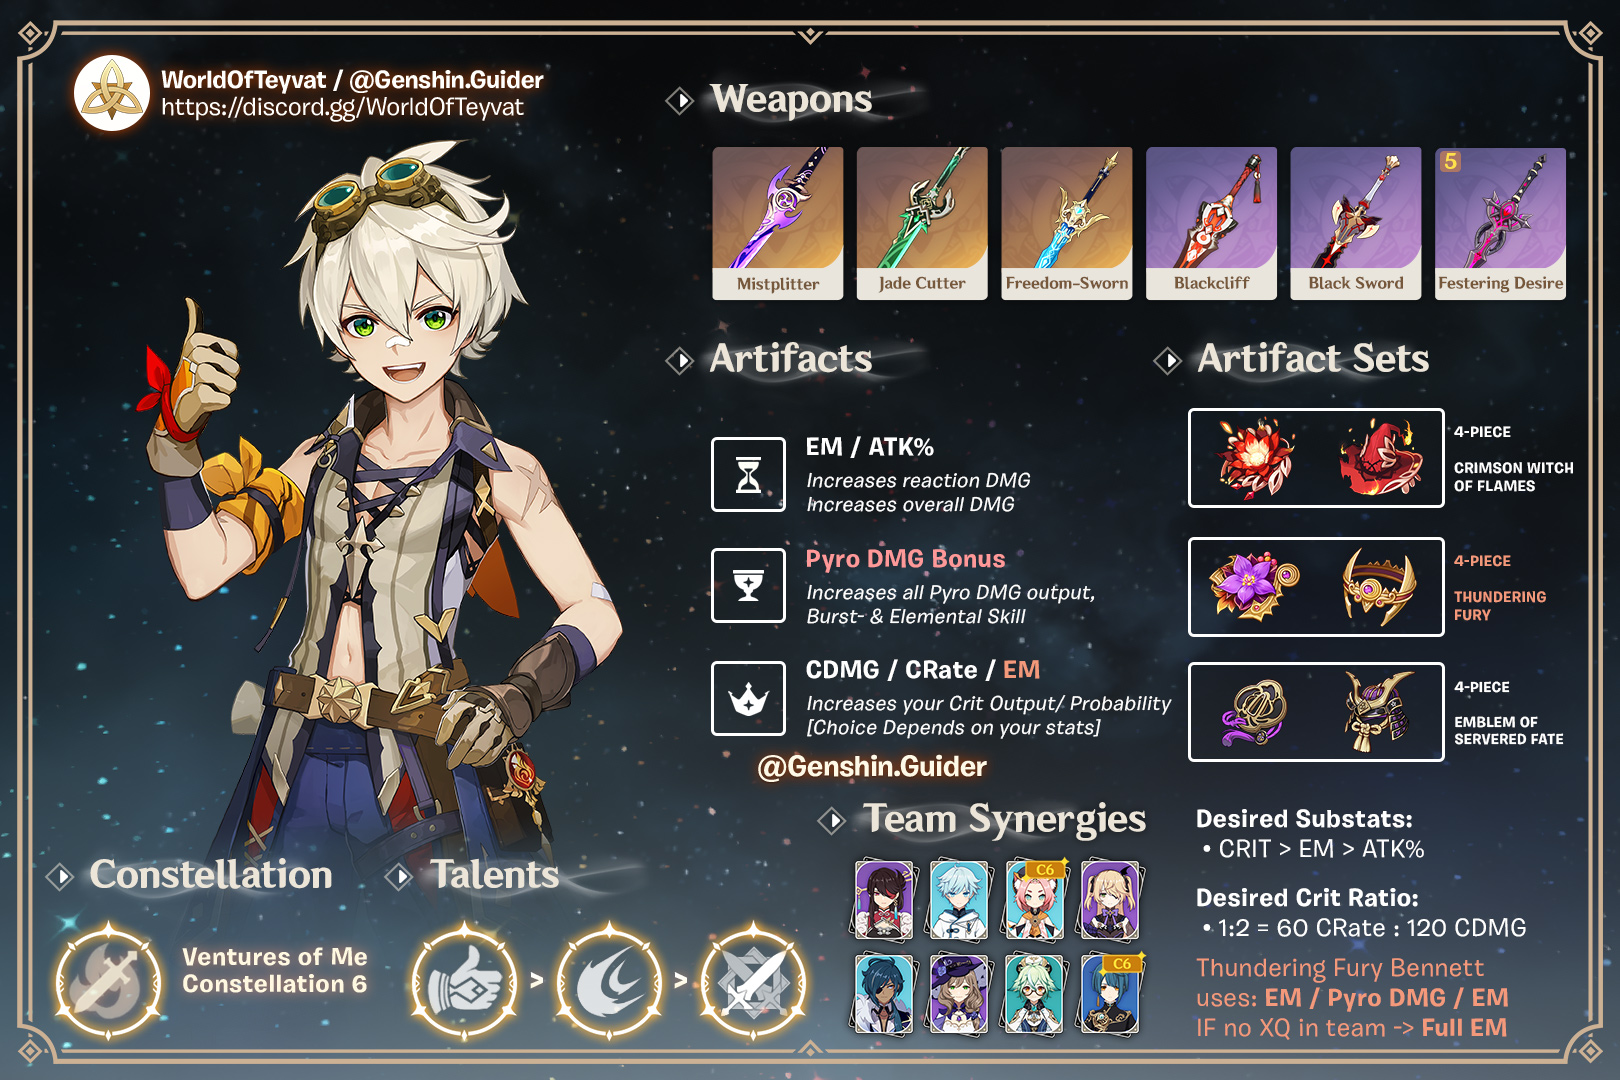 WorldOfTeyvat / @Genshin.Guider
https://discord.gg/WorldOfTeyvat
Weapons
Mistplitter
Jade Cutter
Freedom-Sworn
Blackcliff
Black Sword
5
Festering Desire
Artifacts
EM / ATK%
Increases reaction DMG
Increases overall DMG
Pyro DMG Bonus
Increases all Pyro DMG output,
Burst- & Elemental Skill
CDMG / CRate / EM
Increases your Crit Output/ Probability
[Choice Depends on your stats]
@Genshin.Guider
Artifact Sets
4-PIECE
CRIMSON WITCH
OF FLAMES
4-PIECE
THUNDERING
FURY
4-PIECE
EMBLEM OF
SERVERED FATE
Constellation
Ventures of Me
Constellation 6
Talents
>
>
Team Synergies
C6
C6
Desired Substats:
• CRIT > EM > ATK%
Desired Crit Ratio:
• 1:2 = 60 CRate : 120 CDMG
Thundering Fury Bennett
uses: EM / Pyro DMG / EM
IF no XQ in team -> Full EM